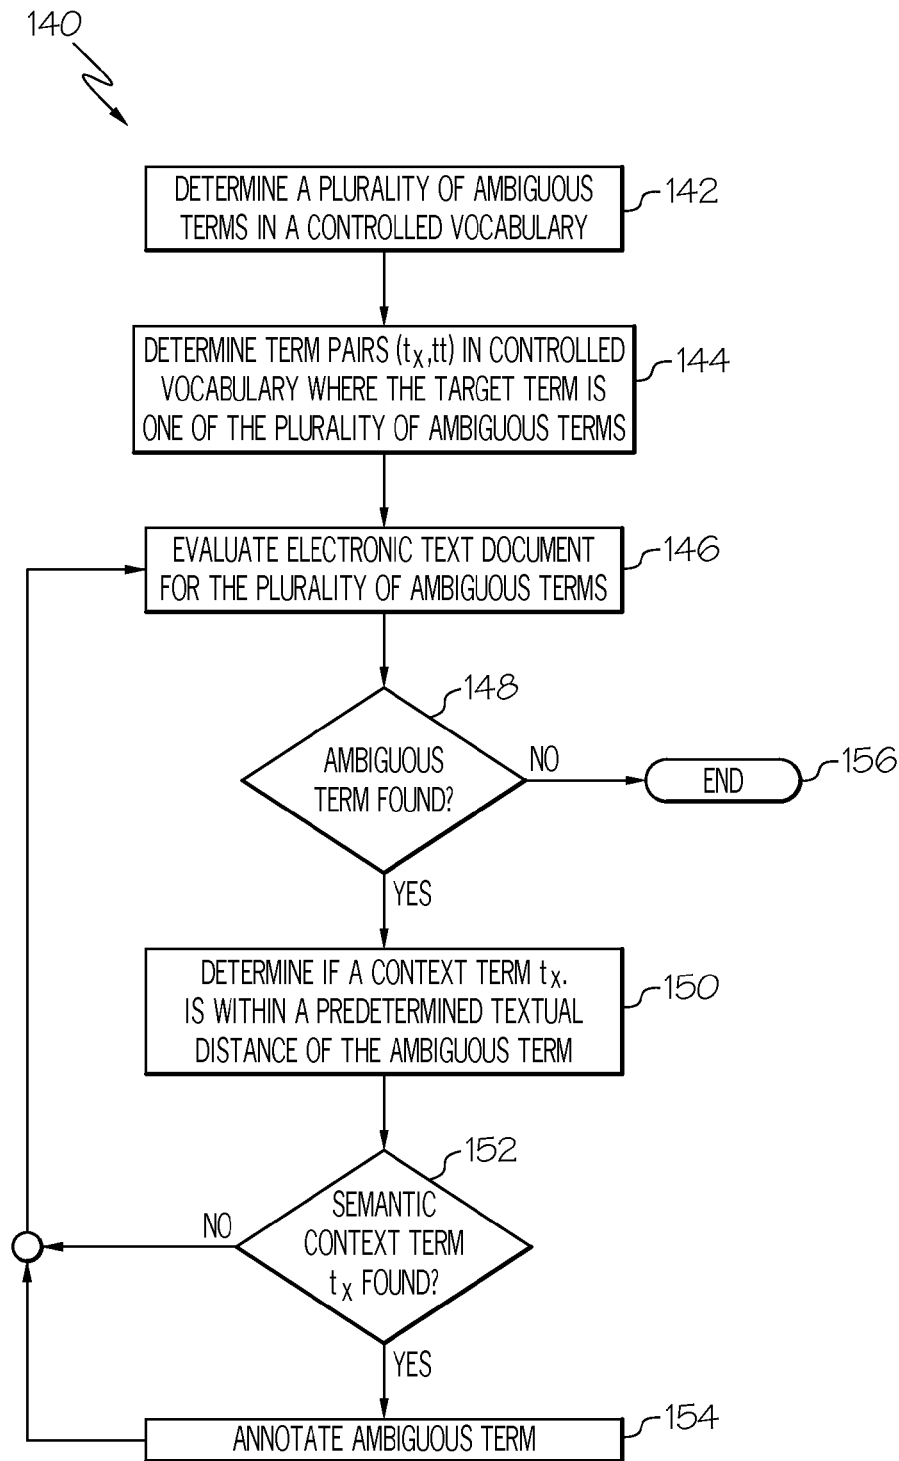 140
DETERMINE A PLURALITY OF AMBIGUOUS
TERMS IN A CONTROLLED VOCABULARY
142
DETERMINE TERM PAIRS (tx,tt) IN CONTROLLED
VOCABULARY WHERE THE TARGET TERM IS
ONE OF THE PLURALITY OF AMBIGUOUS TERMS
144
EVALUATE ELECTRONIC TEXT DOCUMENT
FOR THE PLURALITY OF AMBIGUOUS TERMS
146
148
AMBIGUOUS
TERM FOUND?
NO
END
156
YES
DETERMINE IF A CONTEXT TERM tx.
IS WITHIN A PREDETERMINED TEXTUAL
DISTANCE OF THE AMBIGUOUS TERM
150
152
SEMANTIC
CONTEXT TERM
tx FOUND?
NO
YES
ANNOTATE AMBIGUOUS TERM
154